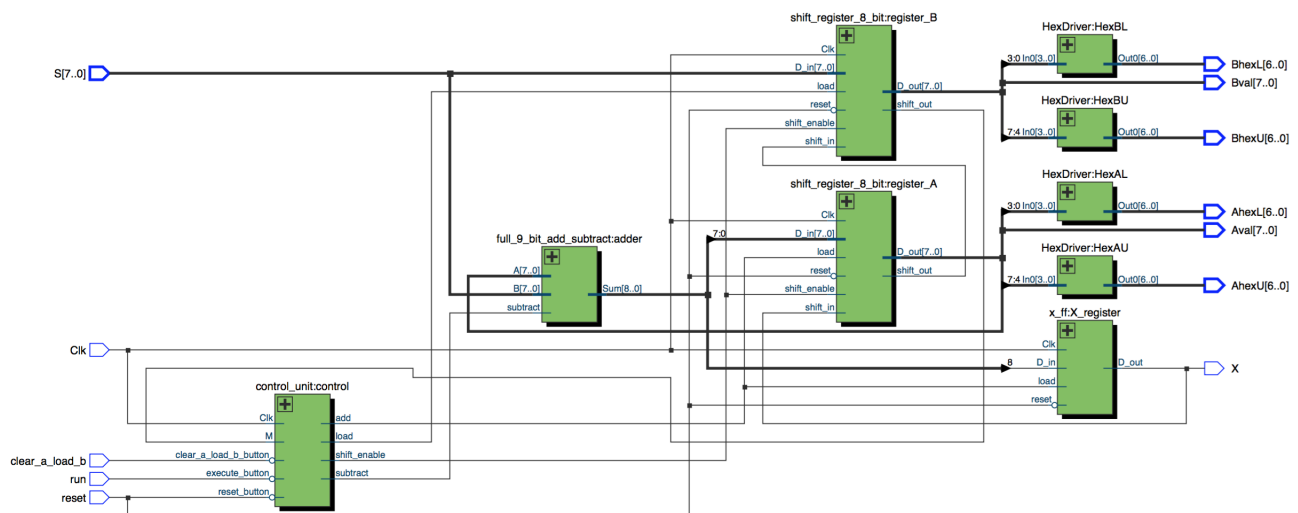 shift_register_8_bit:register_B
Clk
D_in[7..0]
load
reset
shift_enable
shift_in
D_out[7..0]
shift_out
HexDriver:HexBL
3:0 In0[3..0]
Out0[6..0]
HexDriver:HexBU
7:4 In0[3..0]
Out0[6..0]
S[7..0]
BhexL[6..0]
Bval[7..0]
BhexU[6..0]
shift_register_8_bit:register_A
Clk
7:0
D_in[7..0]
load
reset
shift_enable
shift_in
D_out[7..0]
shift_out
HexDriver:HexAL
3:0 In0[3..0]
Out0[6..0]
HexDriver:HexAU
7:4 In0[3..0]
Out0[6..0]
AhexL[6..0]
Aval[7..0]
AhexU[6..0]
full_9_bit_add_subtract:adder
A[7..0]
B[7..0]
subtract
Sum[8..0]
x_ff:X_register
Clk
8
D_in
load
reset
D_out
X
Clk
control_unit:control
Clk
M
clear_a_load_b_button
execute_button
reset_button
add
load
shift_enable
subtract
clear_a_load_b
run
reset